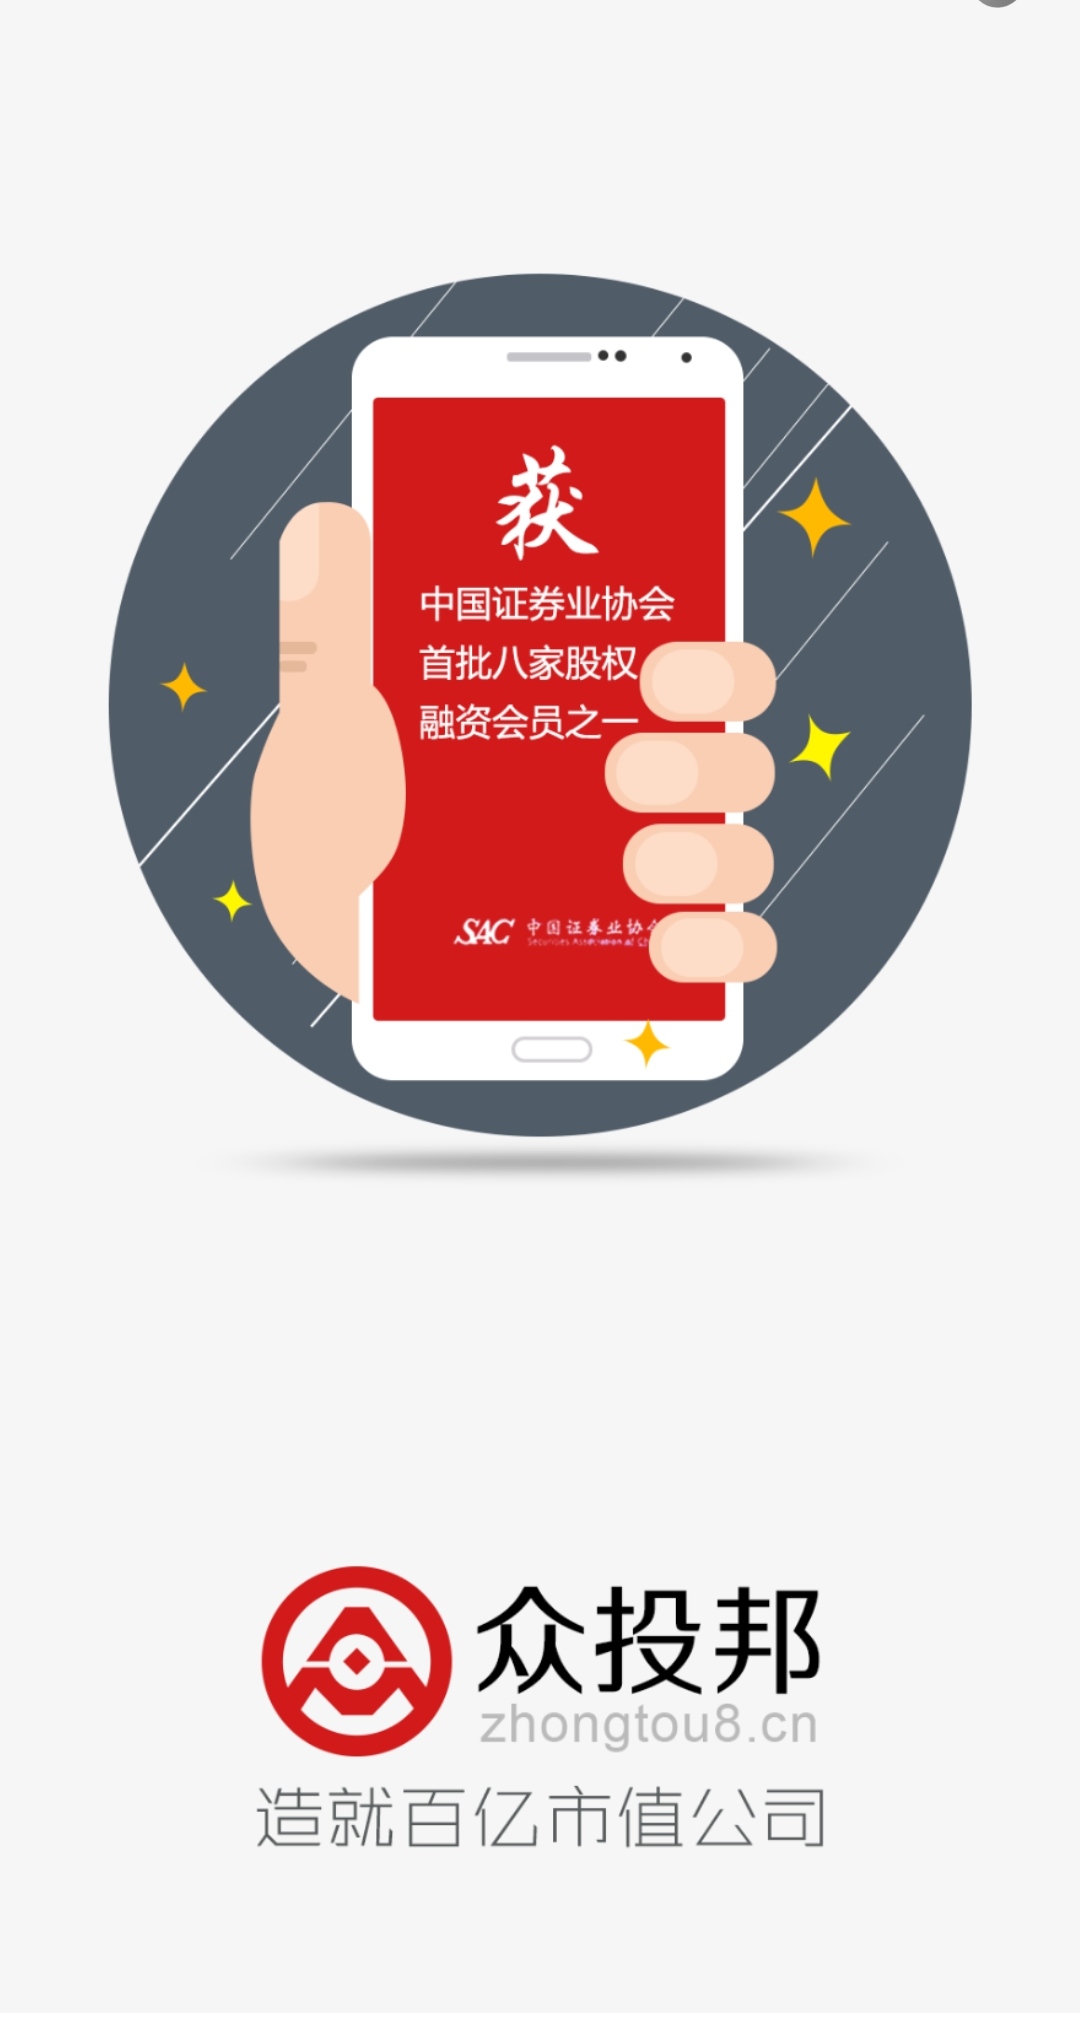 获
中国证券业协会
首批八家股权
融资会员之一
SAC 中国证券业协会
Securities Association of
众投邦
zhongtou8.cn
造就百亿市值公司